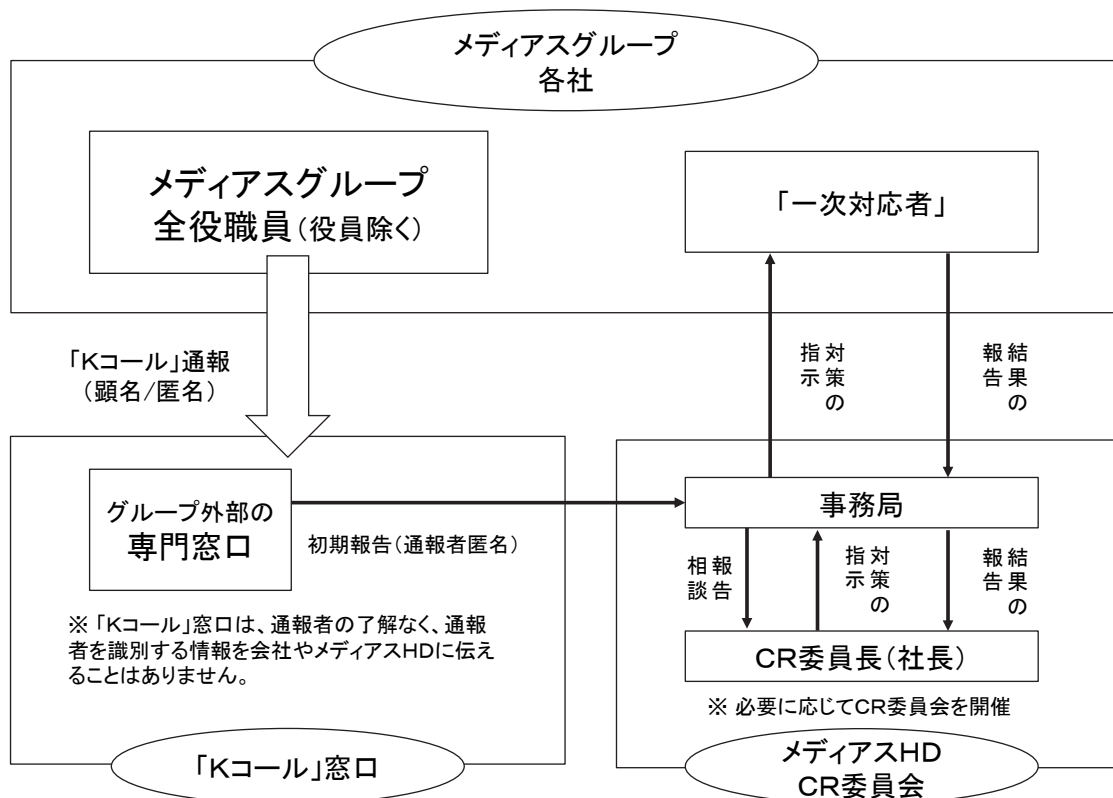 メディアスグループ
各社
メディアスグループ
全役職員(役員除く)
「一次対応者」
「Kコール」通報
(顕名/匿名)
対策の
指示
結果の
報告
グループ外部の
専門窓口
初期報告(通報者匿名)
事務局
報告
相談
対策の
指示
結果の
報告
※「Kコール」窓口は、通報者の了解なく、通報
者を識別する情報を会社やメディアスHDに伝え
ることはありません。
CR委員長(社長)
※ 必要に応じてCR委員会を開催
「Kコール」窓口
メディアスHD
CR委員会